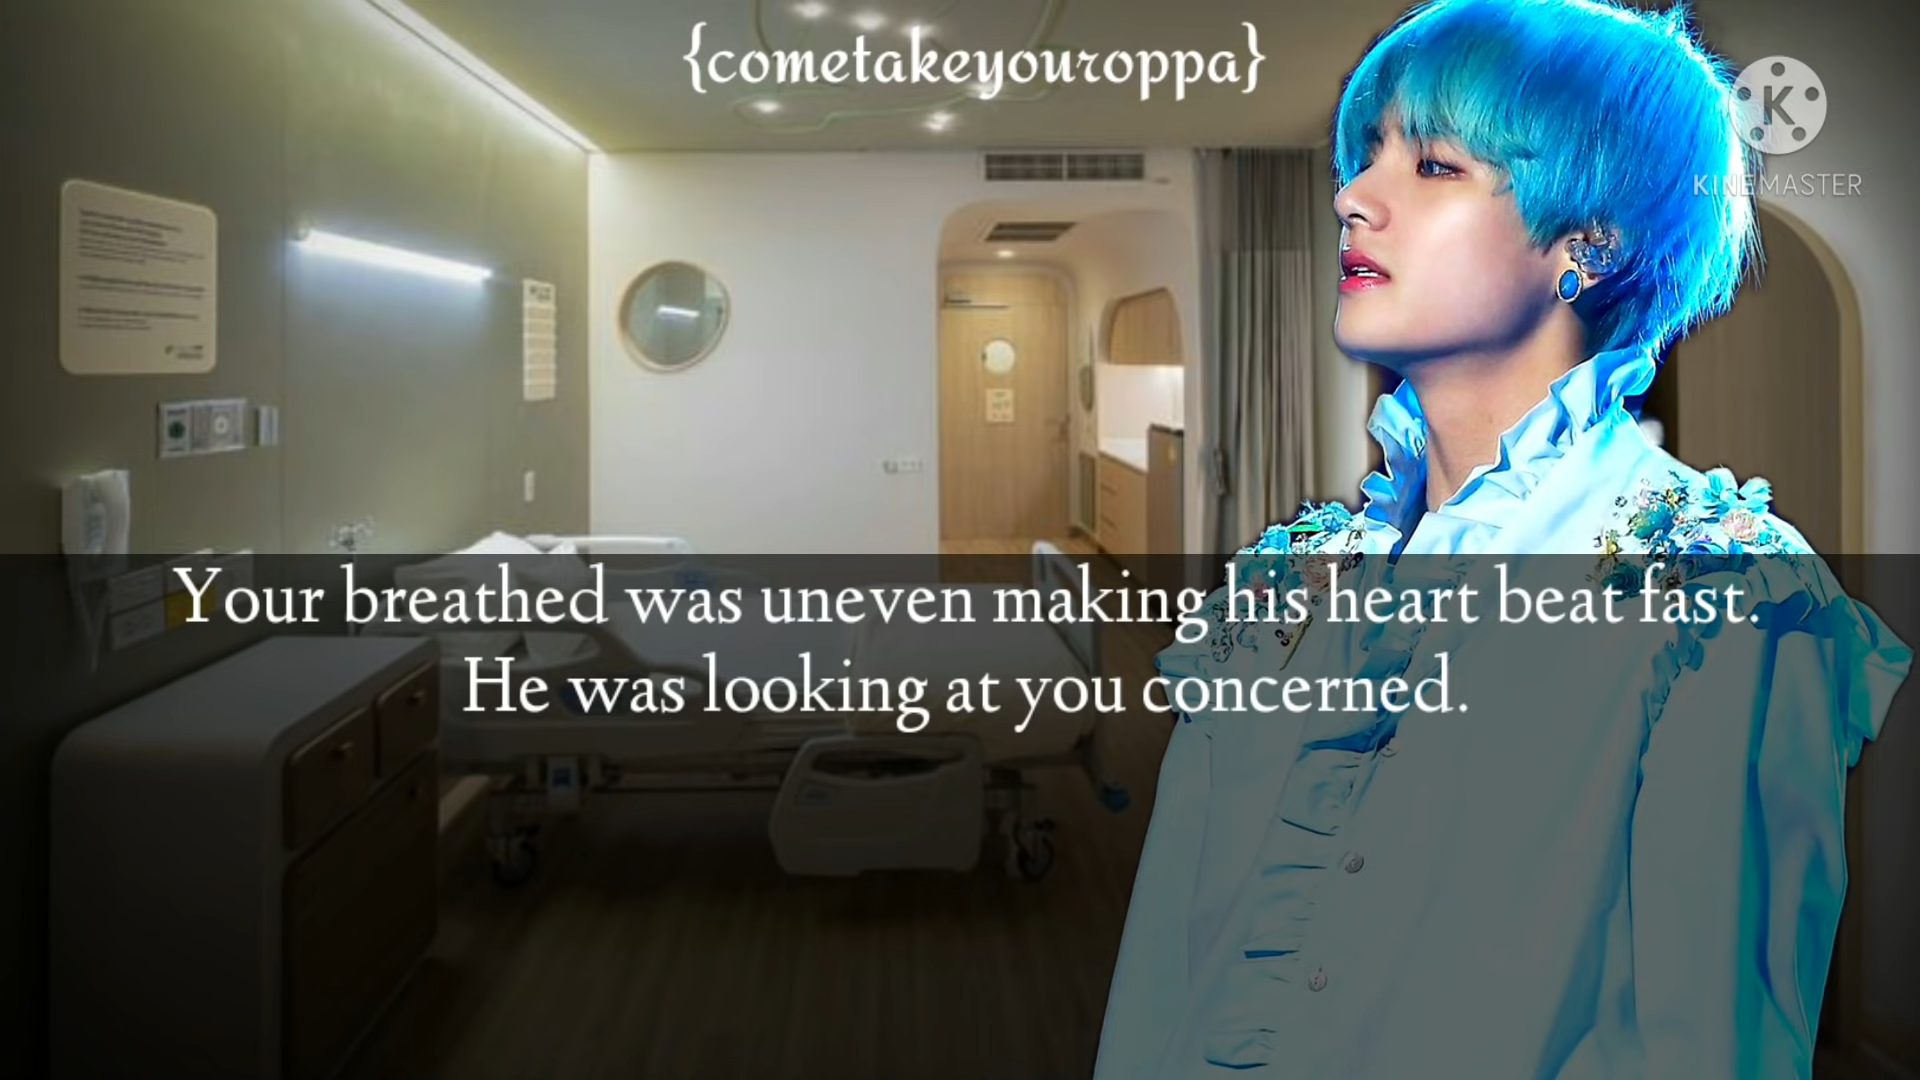 {cometakeyouroppa}
K
KINEMASTER
Your breathed was uneven making his heart beat fast.
He was looking at you concerned.